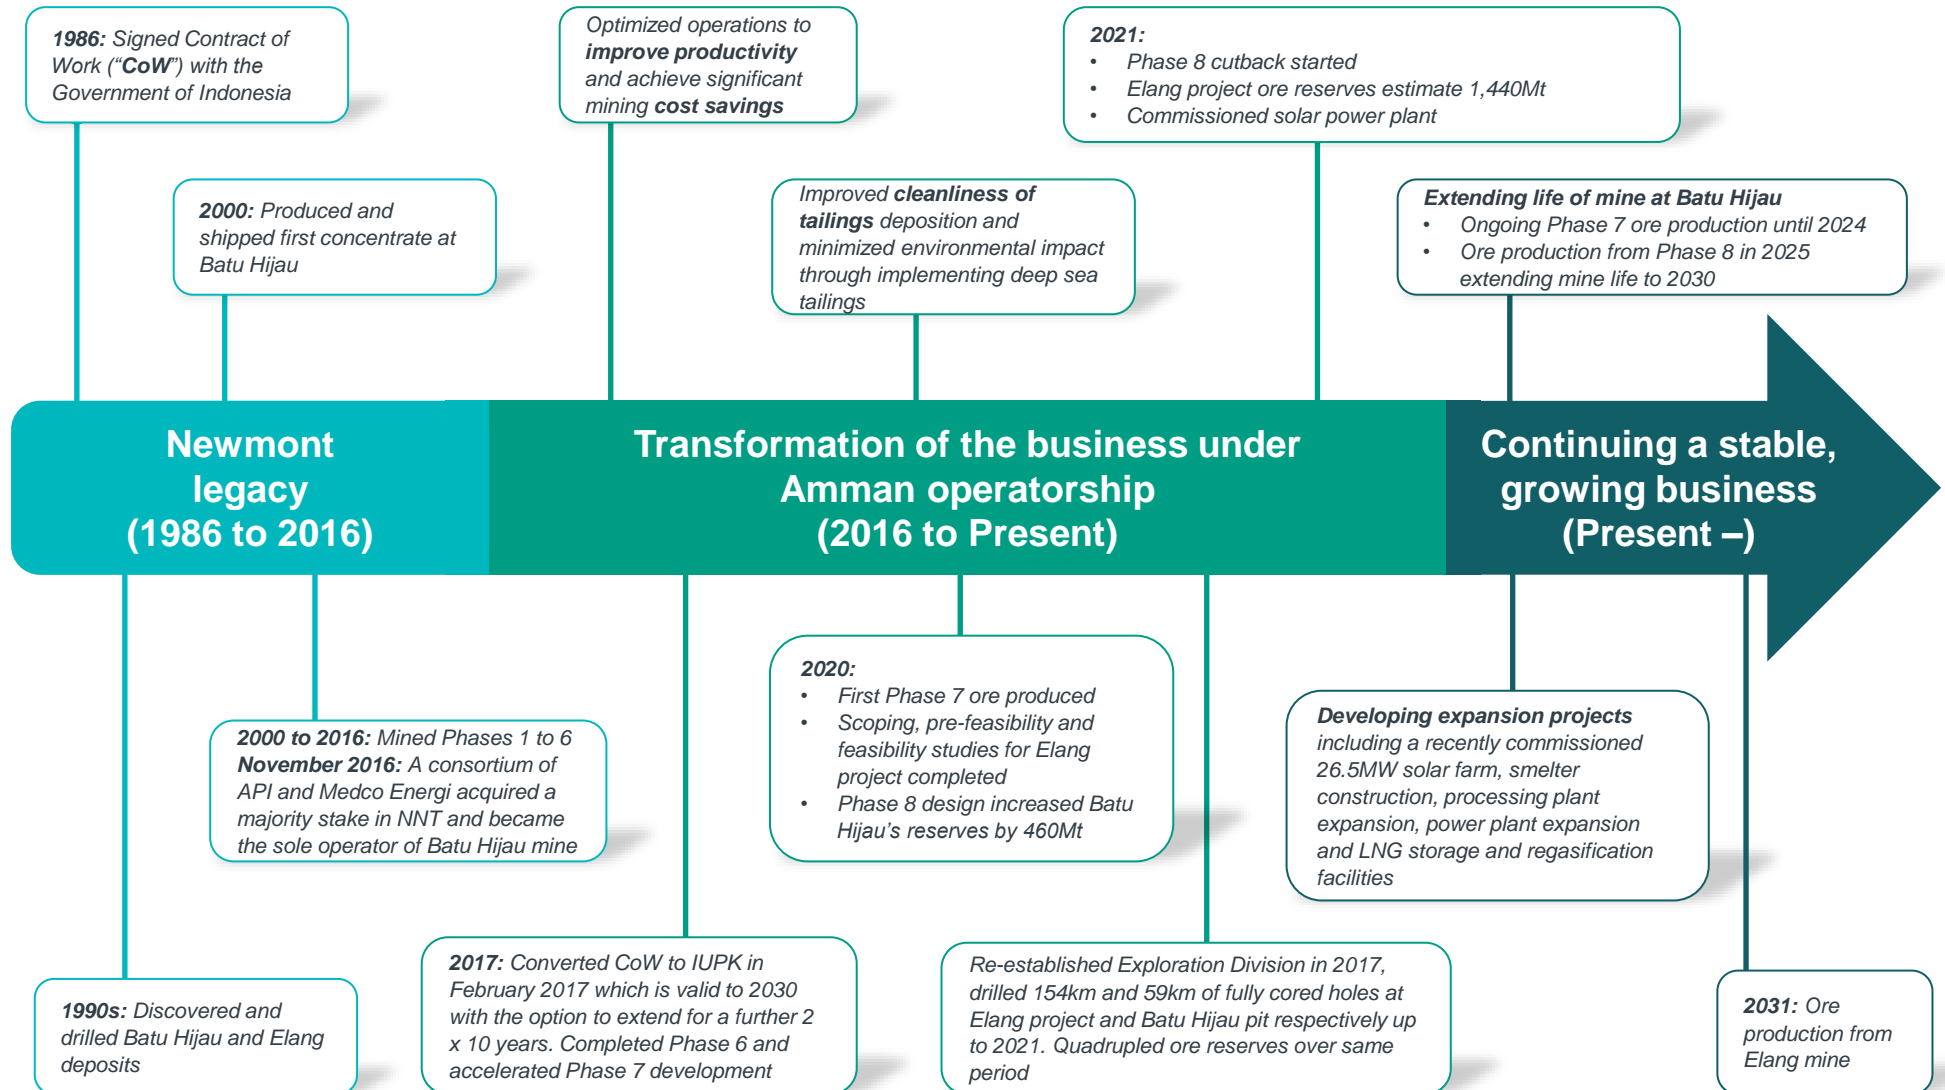 1986: Signed Contract of
Work (“CoW”) with the
Government of Indonesia
Optimized operations to
improve productivity
and achieve significant
mining cost savings
2021:
• Phase 8 cutback started
• Elang project ore reserves estimate 1,440Mt
• Commissioned solar power plant
2000: Produced and
shipped first concentrate at
Batu Hijau
Improved cleanliness of
tailings deposition and
minimized environmental impact
through implementing deep sea
tailings
Extending life of mine at Batu Hijau
• Ongoing Phase 7 ore production until 2024
• Ore production from Phase 8 in 2025
extending mine life to 2030
Newmont
legacy
(1986 to 2016)
Transformation of the business under
Amman operatorship
(2016 to Present)
Continuing a stable,
growing business
(Present –)
2000 to 2016: Mined Phases 1 to 6
November 2016: A consortium of
API and Medco Energi acquired a
majority stake in NNT and became
the sole operator of Batu Hijau mine
2020:
• First Phase 7 ore produced
• Scoping, pre-feasibility and
feasibility studies for Elang
project completed
• Phase 8 design increased Batu
Hijau’s reserves by 460Mt
Developing expansion projects
including a recently commissioned
26.5MW solar farm, smelter
construction, processing plant
expansion, power plant expansion
and LNG storage and regasification
facilities
1990s: Discovered and
drilled Batu Hijau and Elang
deposits
2017: Converted CoW to IUPK in
February 2017 which is valid to 2030
with the option to extend for a further 2
x 10 years. Completed Phase 6 and
accelerated Phase 7 development
Re-established Exploration Division in 2017,
drilled 154km and 59km of fully cored holes at
Elang project and Batu Hijau pit respectively up
to 2021. Quadrupled ore reserves over same
period
2031: Ore
production from
Elang mine